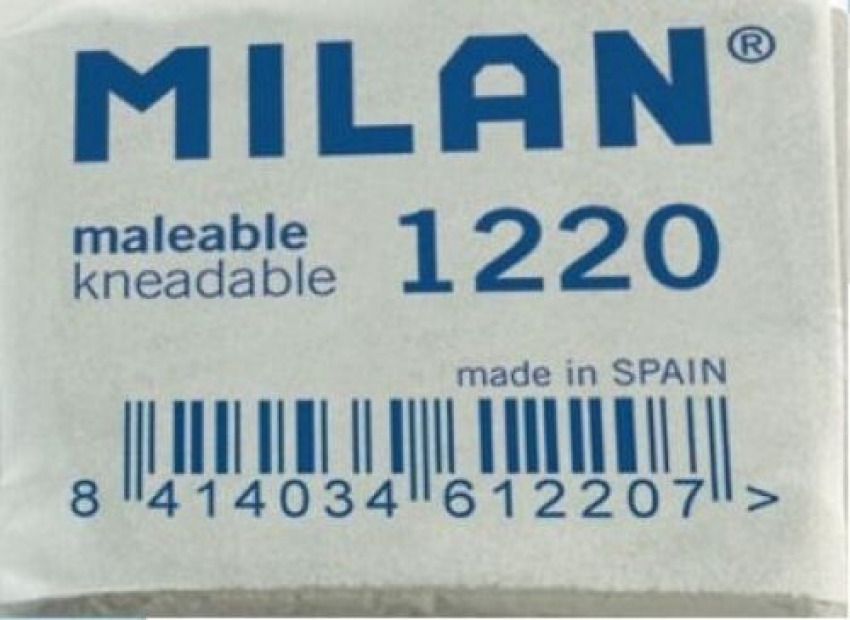 MILAN®
maleable 1220
kneadable
made in SPAIN
8 414034 612207 >